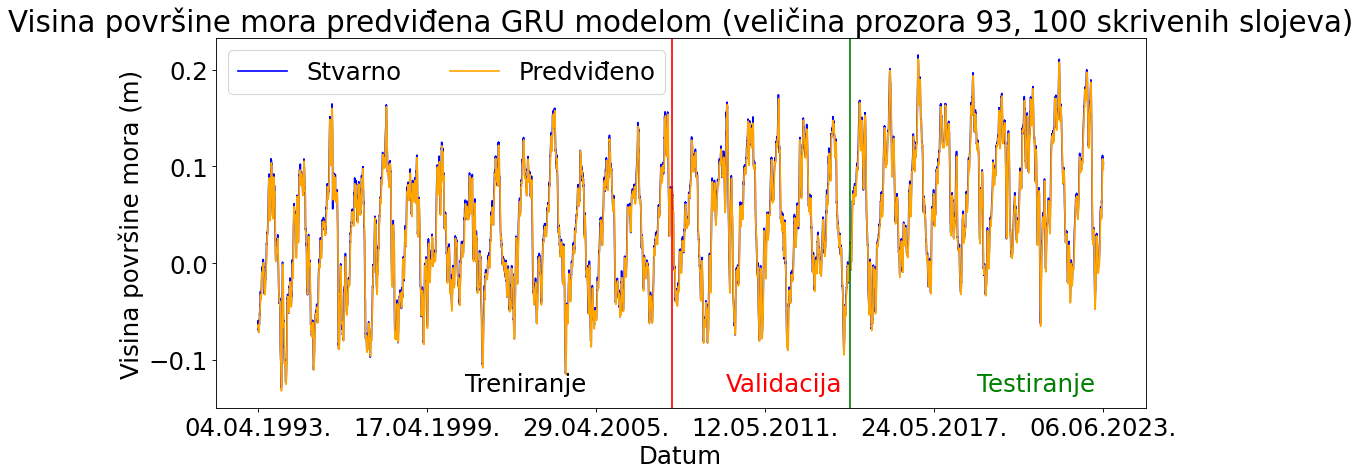 Visina površine mora predviđena GRU modelom (veličina prozora 93, 100 skrivenih slojeva)
Stvarno Predviđeno
Visina površine mora (m)
0.2
0.1
0.0
−0.1
Treniranje Validacija Testiranje
04.04.1993. 17.04.1999. 29.04.2005. 12.05.2011. 24.05.2017. 06.06.2023.
Datum